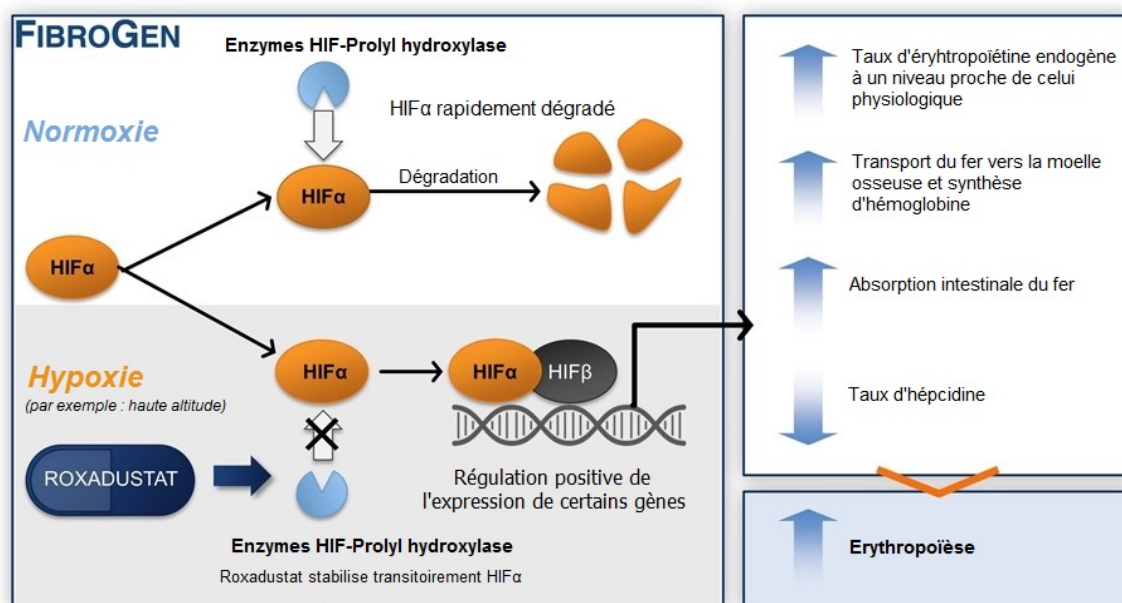 FIBROGEN
Enzymes HIF-Prolyl hydroxylase
Normoxie
HIFα rapidement dégradé
HIFα
Dégradation
HIFα
Hypoxie
(par exemple : haute altitude)
HIFα
HIFα
HIFβ
ROXADUSTAT
Régulation positive de
l'expression de certains gènes
Enzymes HIF-Prolyl hydroxylase
Roxadustat stabilise transitoirement HIFα
Taux d'éryhtropoïétine endogène
à un niveau proche de celui
physiologique
Transport du fer vers la moelle
osseuse et synthèse
d'hémoglobine
Absorption intestinale du fer
Taux d'hépcidine
Erythropoïèse